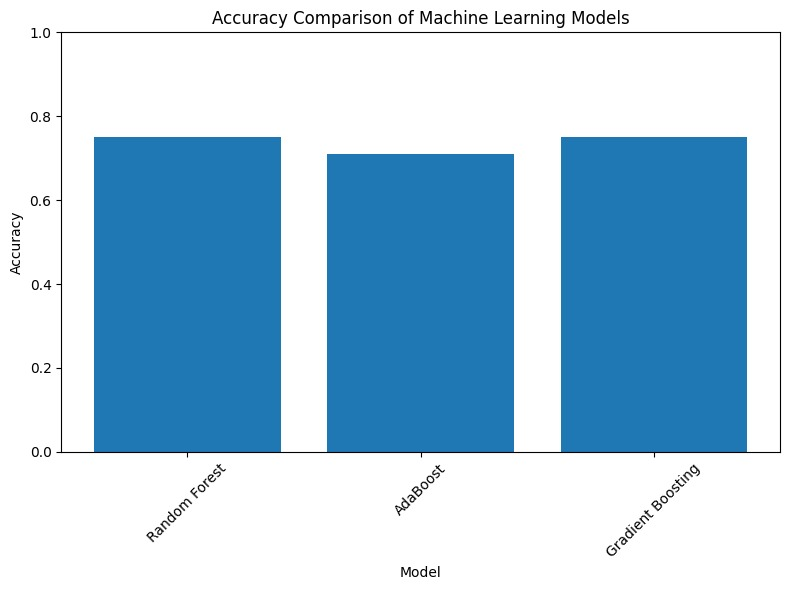 Accuracy Comparison of Machine Learning Models
1.0
0.8
0.6
0.4
0.2
0.0
Accuracy
Random Forest
AdaBoost
Gradient Boosting
Model